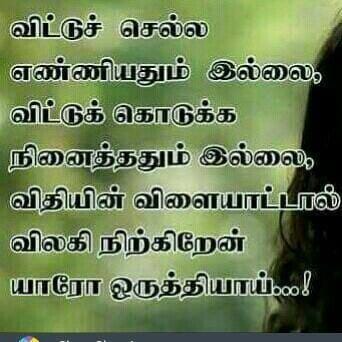 விட்டுச் செல்ல
எண்ணியதும் இல்லை,
விட்டுக் கொடுக்க
நினைத்ததும் இல்லை,
விதியின் விளையாட்டால்
விலகி நிற்கிறேன்
யாரோ ஒருத்தியாய்...!